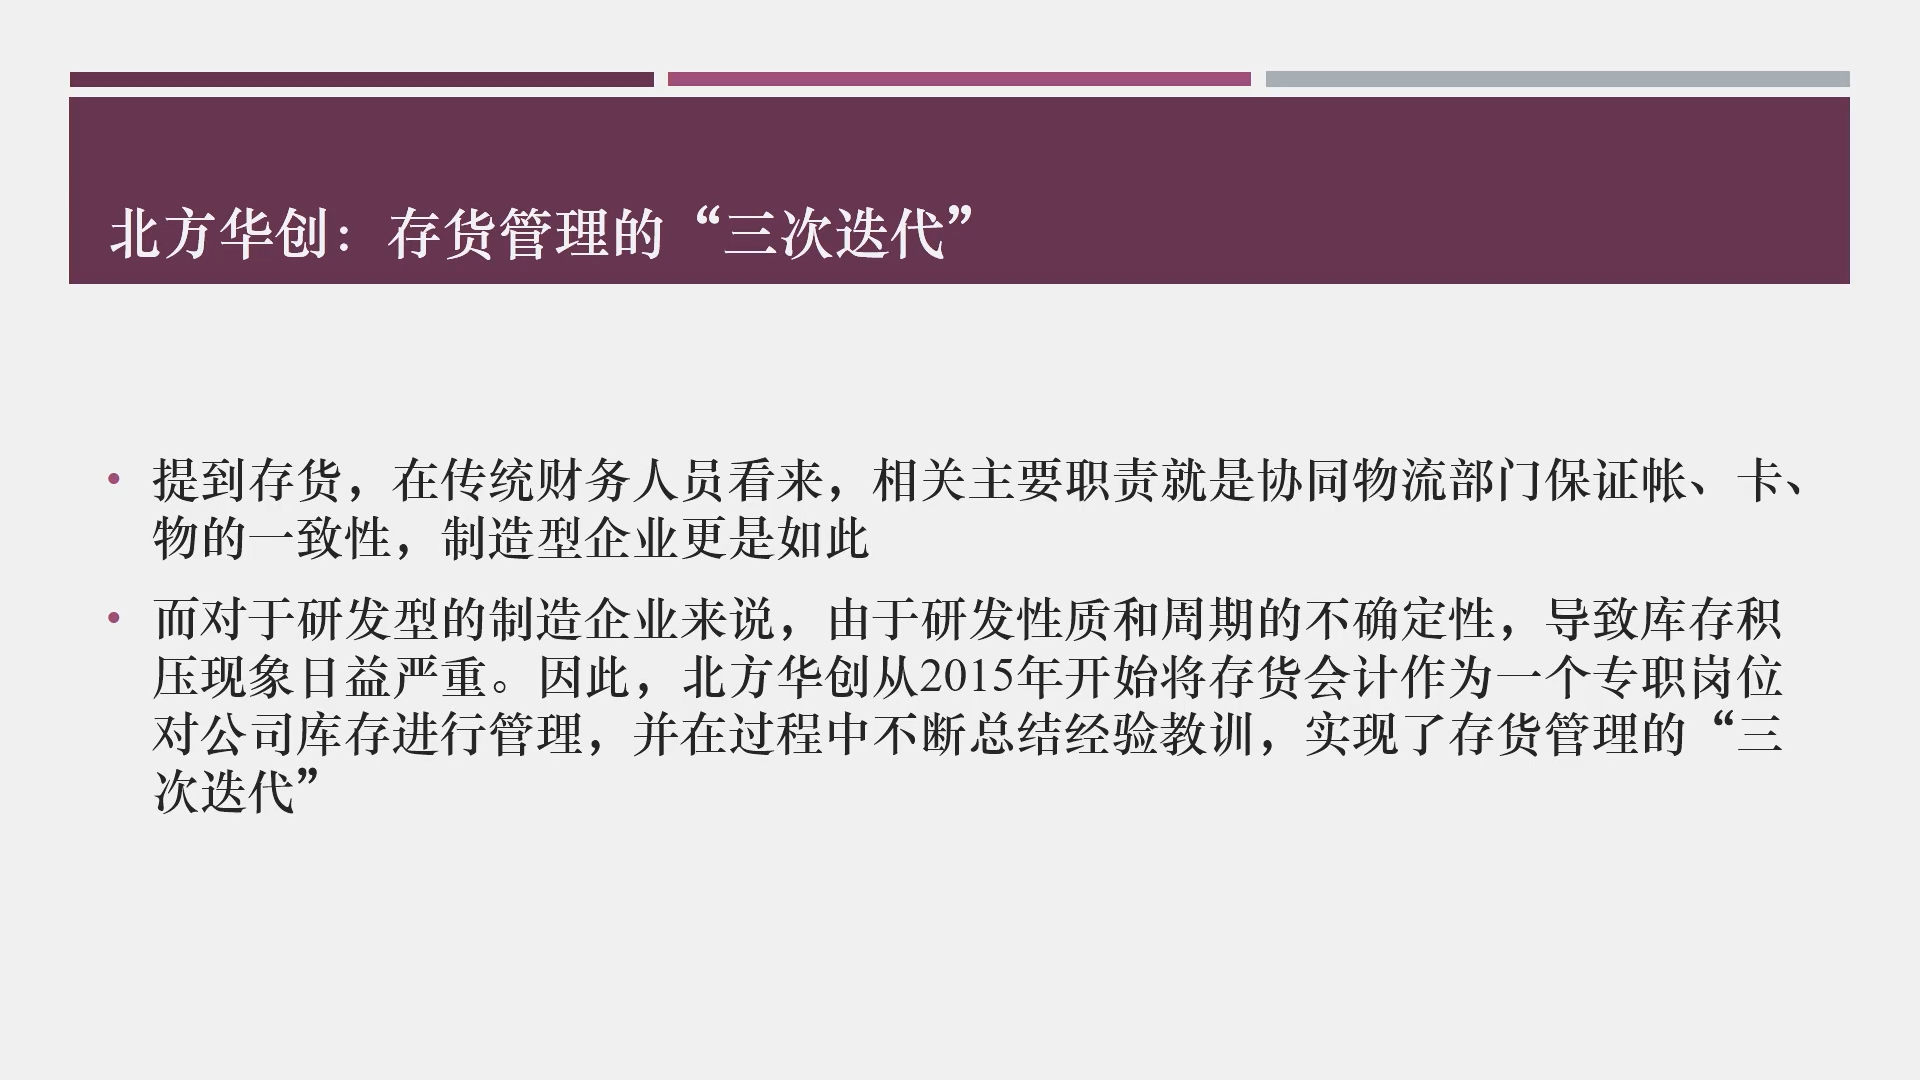 北方华创：存货管理的“三次迭代”
• 提到存货，在传统财务人员看来，相关主要职责就是协同物流部门保证帐、卡、
物的一致性，制造型企业更是如此
• 而对于研发型的制造企业来说，由于研发性质和周期的不确定性，导致库存积
压现象日益严重。因此，北方华创从2015年开始将存货会计作为一个专职岗位
对公司库存进行管理，并在过程中不断总结经验教训，实现了存货管理的“三
次迭代”